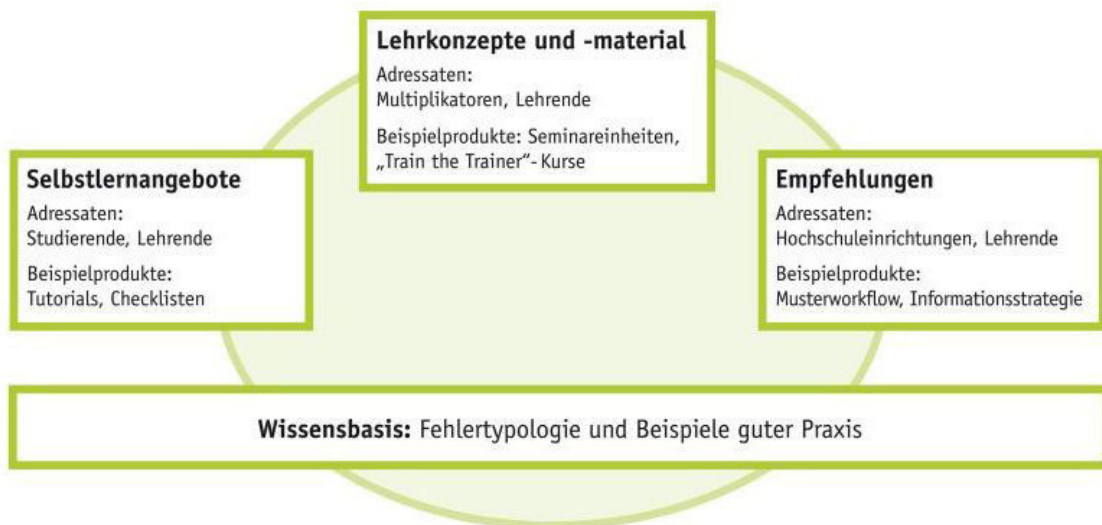 Lehrkonzepte und -material
Adressaten:
Multiplikatoren, Lehrende
Beispielprodukte: Seminareinheiten,
„Train the Trainer“- Kurse
Selbstlernangebote
Adressaten:
Studierende, Lehrende
Beispielprodukte:
Tutorials, Checklisten
Empfehlungen
Adressaten:
Hochschuleinrichtungen, Lehrende
Beispielprodukte:
Musterworkflow, Informationsstrategie
Wissensbasis: Fehlertypologie und Beispiele guter Praxis